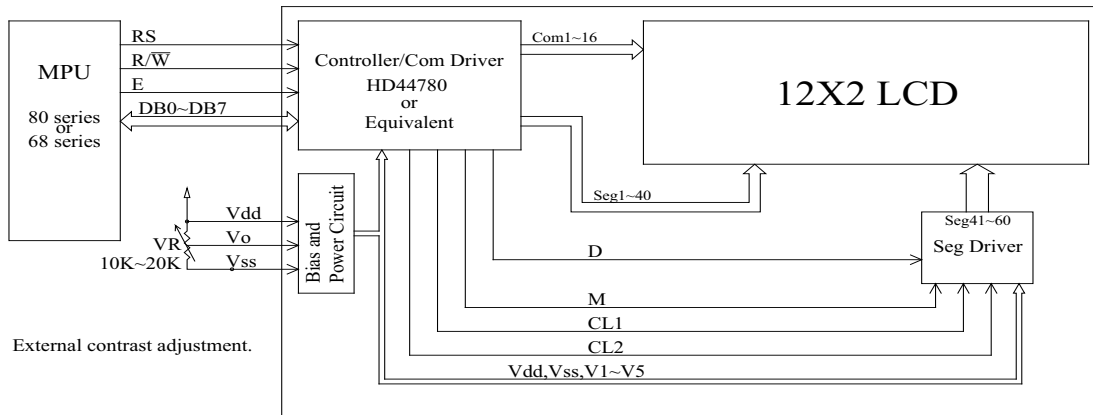 MPU
80 series
or
68 series
RS
R/W̅
E
DB0~DB7
Controller/Com Driver
HD44780
or
Equivalent
Com1~16
12X2 LCD
Seg1~40
Seg41~60
Seg Driver
Vdd
Vo
Vss
VR
10K~20K
Bias and
Power Circuit
D
M
CL1
CL2
Vdd,Vss,V1~V5
External contrast adjustment.